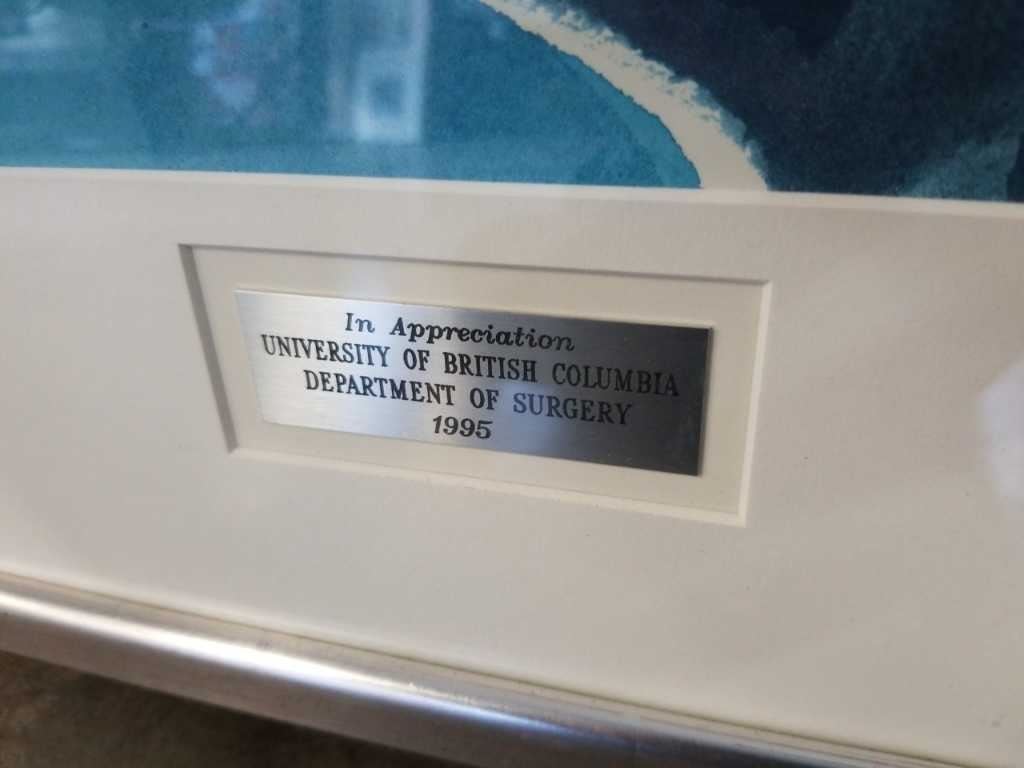 In Appreciation
UNIVERSITY OF BRITISH COLUMBIA
DEPARTMENT OF SURGERY
1995